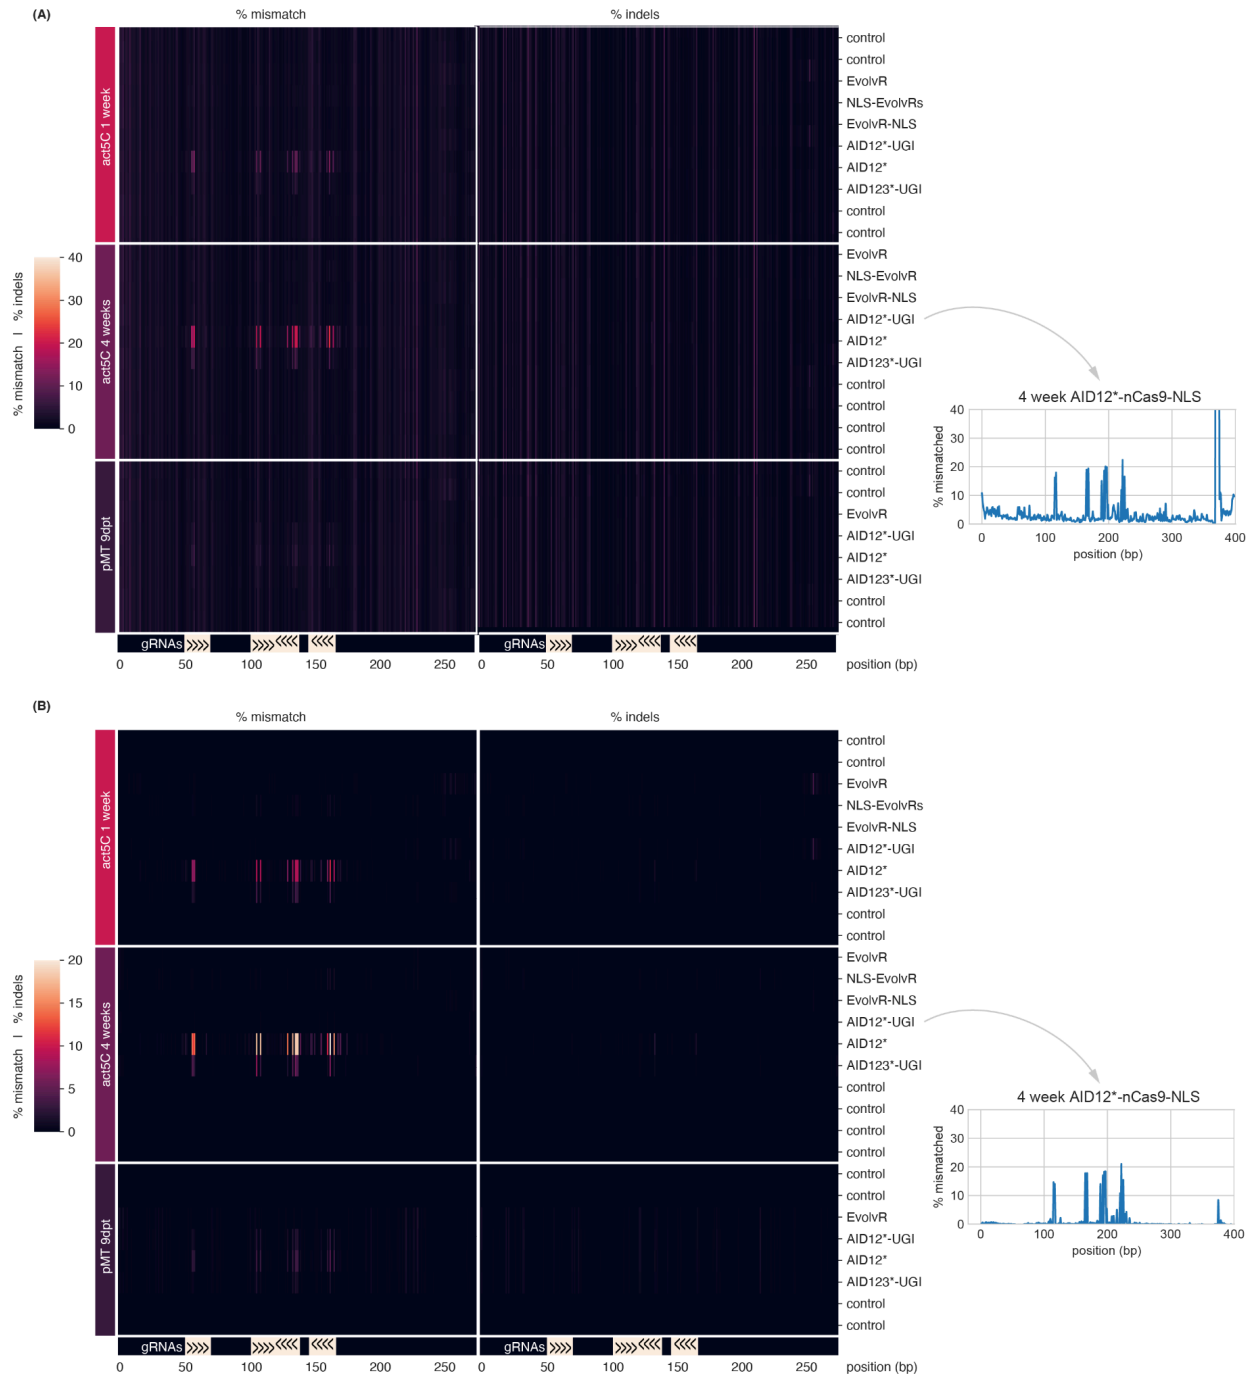 (A)
% mismatch
% indels
act5C 1 week
control
control
EvolvR
NLS-EvolvRs
EvolvR-NLS
AID12*-UGI
AID12*
AID123*-UGI
control
control
act5C 4 weeks
EvolvR
NLS-EvolvR
EvolvR-NLS
AID12*-UGI
AID12*
AID123*-UGI
control
control
control
control
pMT 9dpt
control
control
EvolvR
AID12*-UGI
AID12*
AID123*-UGI
control
control
% mismatch | % indels
40
30
20
10
0
gRNAs >>>> >>>> <<<< <<<<
gRNAs >>>> >>>> <<<< <<<<
0 50 100 150 200 250
0 50 100 150 200 250
position (bp)
4 week AID12*-nCas9-NLS
% mismatched
40
30
20
10
0
0 100 200 300 400
position (bp)
(B)
% mismatch
% indels
act5C 1 week
control
control
EvolvR
NLS-EvolvRs
EvolvR-NLS
AID12*-UGI
AID12*
AID123*-UGI
control
control
act5C 4 weeks
EvolvR
NLS-EvolvR
EvolvR-NLS
AID12*-UGI
AID12*
AID123*-UGI
control
control
control
control
pMT 9dpt
control
control
EvolvR
AID12*-UGI
AID12*
AID123*-UGI
control
control
% mismatch | % indels
20
15
10
5
0
gRNAs >>>> >>>> <<<< <<<<
gRNAs >>>> >>>> <<<< <<<<
0 50 100 150 200 250
0 50 100 150 200 250
position (bp)
4 week AID12*-nCas9-NLS
% mismatched
40
30
20
10
0
0 100 200 300 400
position (bp)